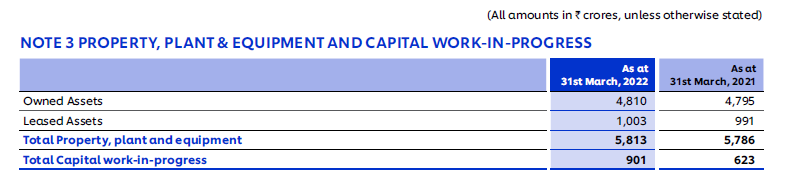 (All amounts in ₹ crores, unless otherwise stated)
NOTE 3 PROPERTY, PLANT & EQUIPMENT AND CAPITAL WORK-IN-PROGRESS
As at 31st March, 2022 As at 31st March, 2021
Owned Assets 4,810 4,795
Leased Assets 1,003 991
Total Property, plant and equipment 5,813 5,786
Total Capital work-in-progress 901 623